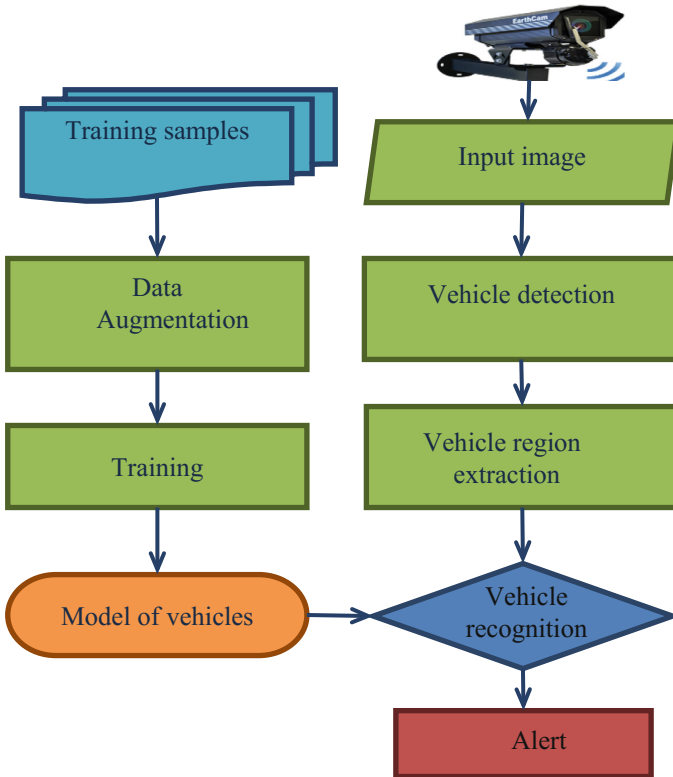 EarthCam
Training samples
Input image
Data
Augmentation
Vehicle detection
Training
Vehicle region
extraction
Model of vehicles
Vehicle
recognition
Alert